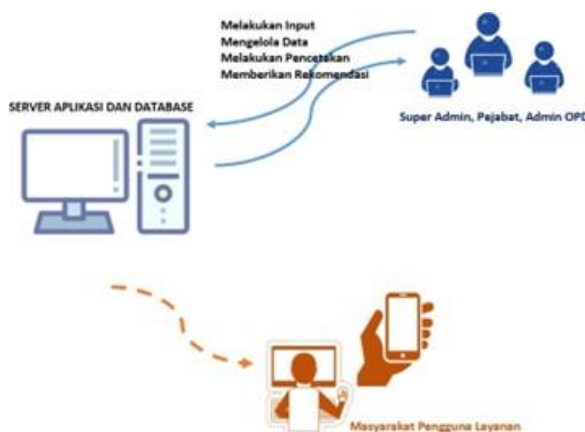 Melakukan Input
Mengelola Data
Melakukan Pencetakan
Memberikan Rekomendasi
SERVER APLIKASI DAN DATABASE
Super Admin, Pejabat, Admin OPD
Masyarakat Pengguna Layanan